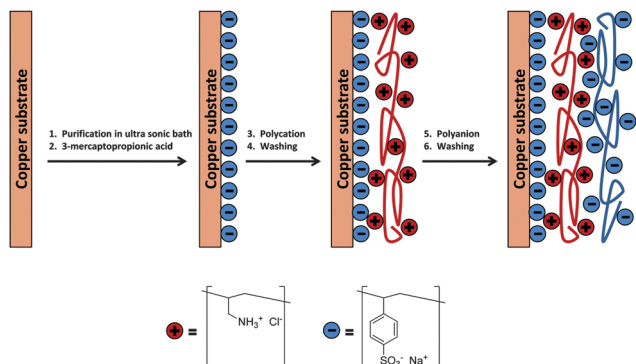 Copper substrate
1. Purification in ultra sonic bath
2. 3-mercaptopropionic acid
Copper substrate
3. Polycation
4. Washing
Copper substrate
5. Polyanion
6. Washing
Copper substrate
+ =
NH₃⁺ Cl⁻
− =
SO₃⁻ Na⁺